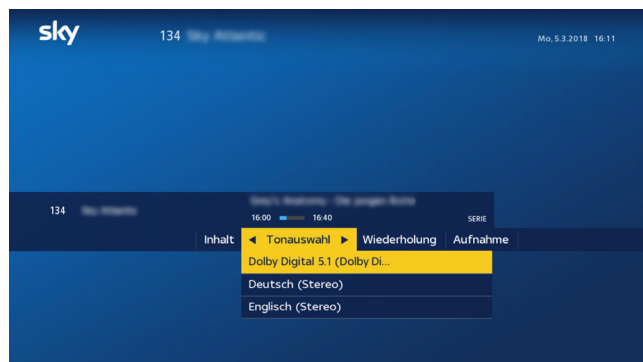 sky
134
Mo, 5.3.2018 16:11
134
16:00 16:40
SERIE
Inhalt ◀ Tonauswahl ▶ Wiederholung Aufnahme
Dolby Digital 5.1 (Dolby Di...
Deutsch (Stereo)
Englisch (Stereo)